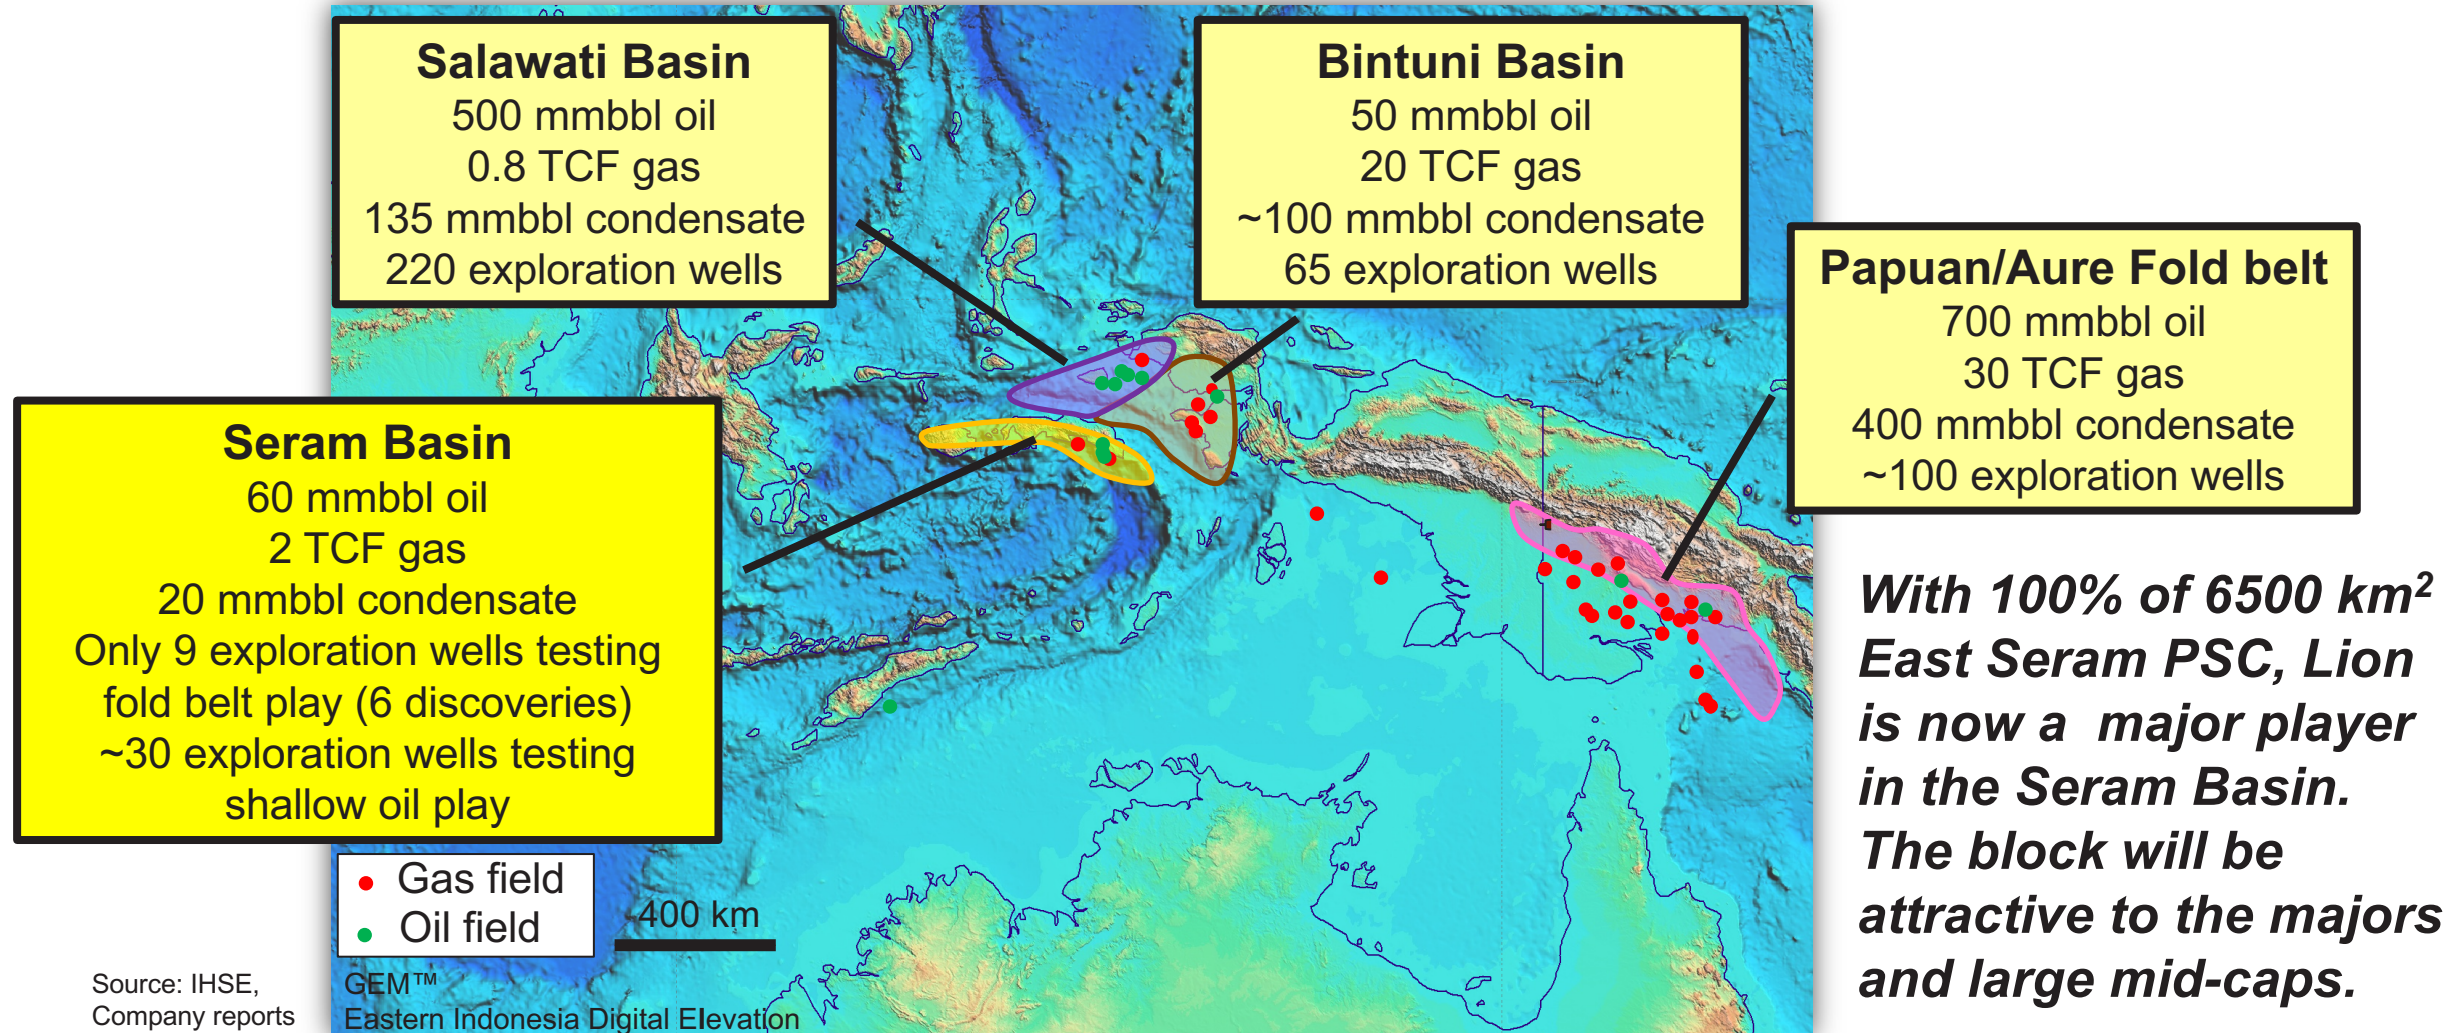 Salawati Basin
500 mmbbl oil
0.8 TCF gas
135 mmbbl condensate
220 exploration wells
Bintuni Basin
50 mmbbl oil
20 TCF gas
~100 mmbbl condensate
65 exploration wells
Papuan/Aure Fold belt
700 mmbbl oil
30 TCF gas
400 mmbbl condensate
~100 exploration wells
Seram Basin
60 mmbbl oil
2 TCF gas
20 mmbbl condensate
Only 9 exploration wells testing
fold belt play (6 discoveries)
~30 exploration wells testing
shallow oil play
With 100% of 6500 km²
East Seram PSC, Lion
is now a  major player
in the Seram Basin.
The block will be
attractive to the majors
and large mid-caps.
Gas field
Oil field
400 km
GEM™
Eastern Indonesia Digital Elevation
Source: IHSE,
Company reports